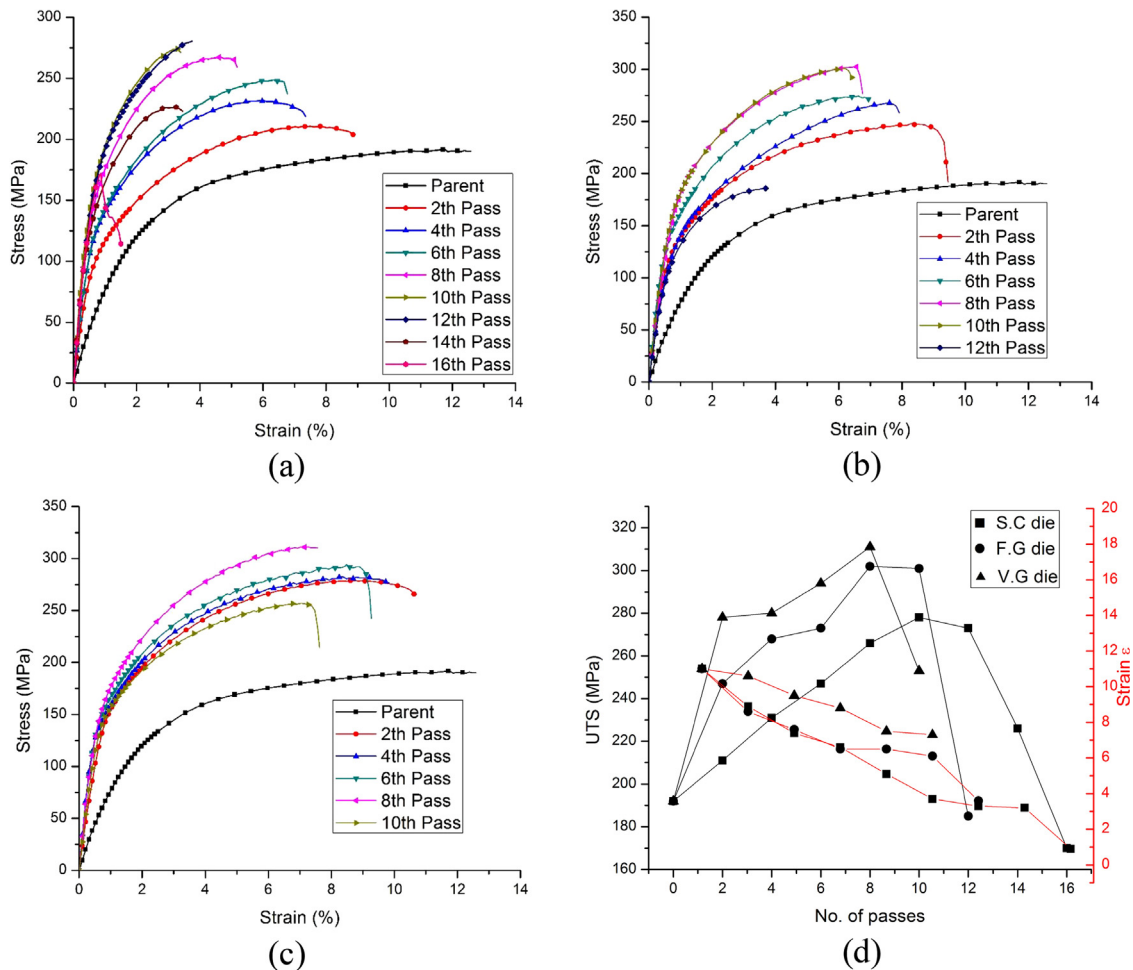 300
250
200
150
100
50
0
Stress (MPa)
0 2 4 6 8 10 12 14
Strain (%)
Parent
2th Pass
4th Pass
6th Pass
8th Pass
10th Pass
12th Pass
14th Pass
16th Pass
(a)
350
300
250
200
150
100
50
0
Stress (MPa)
0 2 4 6 8 10 12 14
Strain (%)
Parent
2th Pass
4th Pass
6th Pass
8th Pass
10th Pass
12th Pass
(b)
350
300
250
200
150
100
50
0
Stress (MPa)
0 2 4 6 8 10 12 14
Strain (%)
Parent
2th Pass
4th Pass
6th Pass
8th Pass
10th Pass
(c)
320
300
280
260
240
220
200
180
160
UTS (MPa)
0 2 4 6 8 10 12 14 16
No. of passes
S.C die
F.G die
V.G die
20
18
16
14
12
10
8
6
4
2
0
Strain ε
(d)